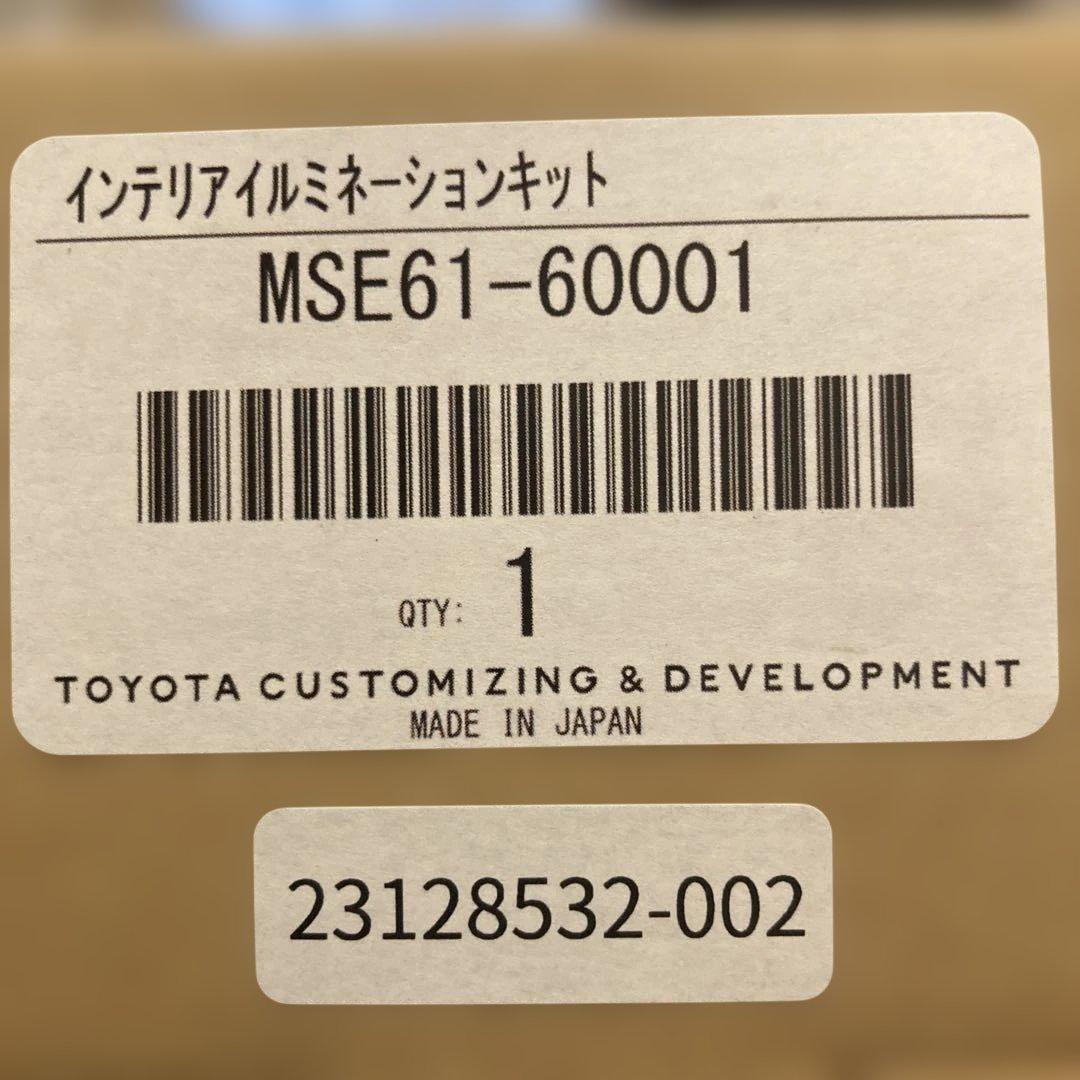 インテリアイルミネーションキット
MSE61-60001
QTY: 1
TOYOTA CUSTOMIZING & DEVELOPMENT
MADE IN JAPAN
23128532-002